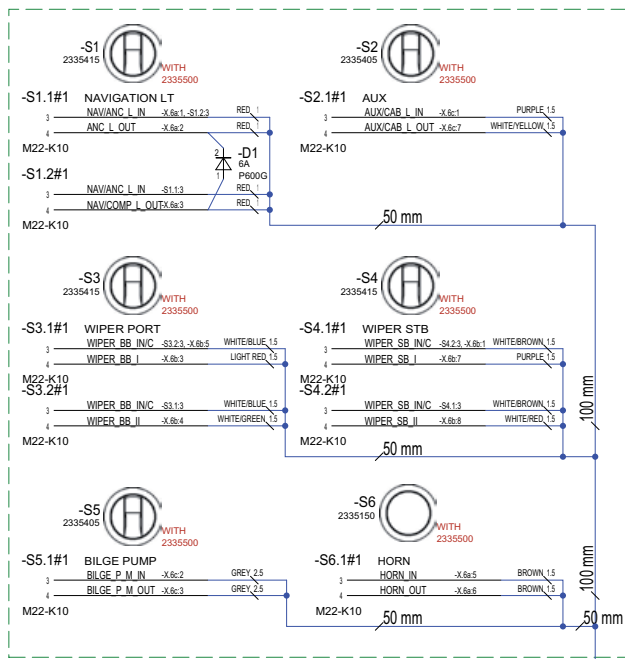 -S1
2335415
WITH
2335500
-S2
2335405
WITH
2335500
-S1.1#1 NAVIGATION LT
3 NAV/ANC_L_IN -X.6a:1, -S1.2:3 RED 1
4 ANC_L_OUT -X.6a:2 RED 1
M22-K10
2 -D1
6A
1 P600G
-S1.2#1
3 NAV/ANC_L_IN -S1.1:3 RED 1
4 NAV/COMP_L_OUT -X.6a:3 RED 1
M22-K10
-S2.1#1 AUX
3 AUX/CAB_L_IN -X.6c:1 PURPLE 1.5
4 AUX/CAB_L_OUT -X.6c:7 WHITE/YELLOW 1.5
M22-K10
50 mm
-S3
2335415
WITH
2335500
-S4
2335415
WITH
2335500
-S3.1#1 WIPER PORT
3 WIPER_BB_IN/C -S3.2:3, -X.6b:5 WHITE/BLUE 1.5
4 WIPER_BB_I -X.6b:3 LIGHT RED 1.5
M22-K10
-S3.2#1
3 WIPER_BB_IN/C -S3.1:3 WHITE/BLUE 1.5
4 WIPER_BB_II -X.6b:4 WHITE/GREEN 1.5
M22-K10
-S4.1#1 WIPER STB
3 WIPER_SB_IN/C -S4.2:3, -X.6b:1 WHITE/BROWN 1.5
4 WIPER_SB_I -X.6b:7 PURPLE 1.5
M22-K10
-S4.2#1
3 WIPER_SB_IN/C -S4.1:3 WHITE/BROWN 1.5
4 WIPER_SB_II -X.6b:8 WHITE/RED 1.5
M22-K10
100 mm
50 mm
-S5
2335405
WITH
2335500
-S6
2335150
WITH
2335500
-S5.1#1 BILGE PUMP
3 BILGE_P_M_IN -X.6c:2 GREY 2.5
4 BILGE_P_M_OUT -X.6c:3 GREY 2.5
M22-K10
-S6.1#1 HORN
3 HORN_IN -X.6a:5 BROWN 1.5
4 HORN_OUT -X.6a:6 BROWN 1.5
M22-K10
100 mm
50 mm
50 mm